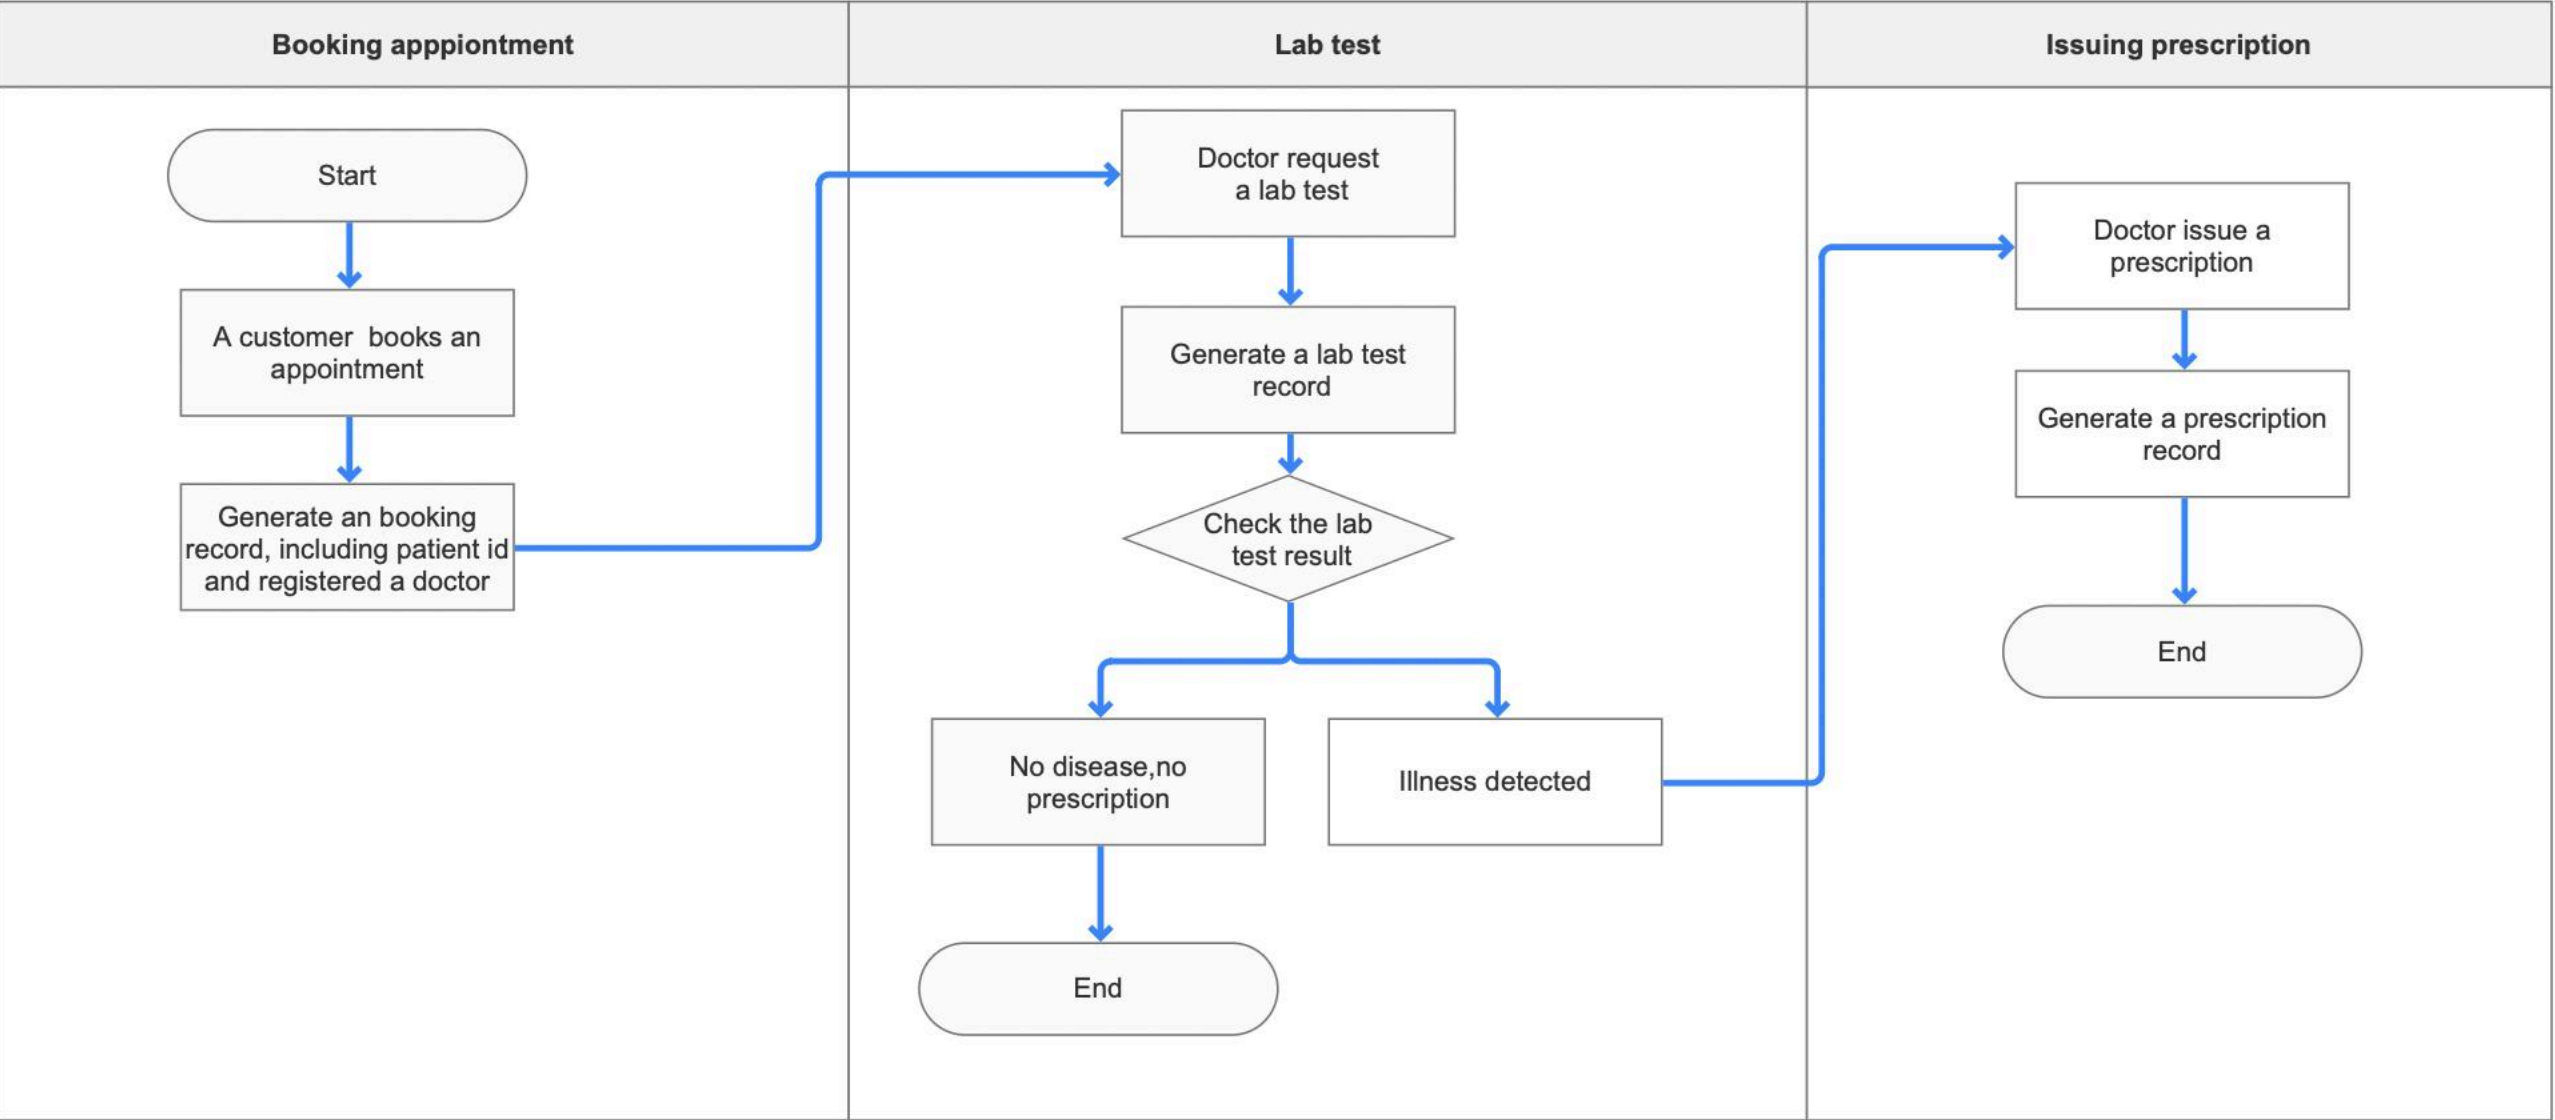 Booking apppiontment
Lab test
Issuing prescription
Start
A customer  books an
appointment
Generate an booking
record, including patient id
and registered a doctor
Doctor request
a lab test
Generate a lab test
record
Check the lab
test result
No disease,no
prescription
End
Illness detected
Doctor issue a
prescription
Generate a prescription
record
End